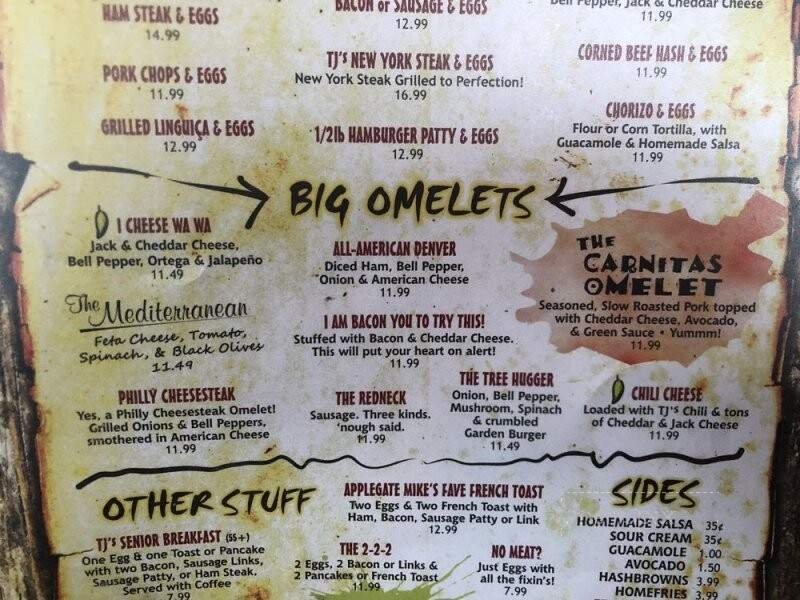 HAM STEAK & EGGS
14.99
PORK CHOPS & EGGS
11.99
GRILLED LINGUIÇA & EGGS
12.99
BACON or SAUSAGE & EGGS
12.99
TJ's NEW YORK STEAK & EGGS
New York Steak Grilled to Perfection!
16.99
1/2lb HAMBURGER PATTY & EGGS
12.99
Bell Pepper, Jack & Cheddar Cheese
11.99
CORNED BEEF HASH & EGGS
11.99
CHORIZO & EGGS
Flour or Corn Tortilla, with
Guacamole & Homemade Salsa
11.99
BIG OMELETS
I CHEESE WA WA
Jack & Cheddar Cheese,
Bell Pepper, Ortega & Jalapeño
11.49
The Mediterranean
Feta Cheese, Tomato,
Spinach, & Black Olives
11.49
PHILLY CHEESESTEAK
Yes, a Philly Cheesesteak Omelet!
Grilled Onions & Bell Peppers,
smothered in American Cheese
11.99
ALL-AMERICAN DENVER
Diced Ham, Bell Pepper,
Onion & American Cheese
11.99
I AM BACON YOU TO TRY THIS!
Stuffed with Bacon & Cheddar Cheese.
This will put your heart on alert!
11.99
THE REDNECK
Sausage. Three kinds.
'nough said.
11.99
THE TREE HUGGER
Onion, Bell Pepper,
Mushroom, Spinach
& crumbled
Garden Burger
11.49
THE
CARNITAS
OMELET
Seasoned, Slow Roasted Pork topped
with Cheddar Cheese, Avocado,
& Green Sauce • Yummm!
11.99
CHILI CHEESE
Loaded with TJ'S Chili & tons
of Cheddar & Jack Cheese
11.99
OTHER STUFF
TJ's SENIOR BREAKFAST (55+)
One Egg & one Toast or Pancake
with two Bacon, Sausage Links,
Sausage Patty, or Ham Steak.
Served with Coffee
7.99
APPLEGATE MIKE'S FAVE FRENCH TOAST
Two Eggs & Two French Toast with
Ham, Bacon, Sausage Patty or Link
12.99
THE 2-2-2
2 Eggs, 2 Bacon or Links &
2 Pancakes or French Toast
11.99
NO MEAT?
Just Eggs with
all the fixin's!
7.99
SIDES
HOMEMADE SALSA 35¢
SOUR CREAM 35¢
GUACAMOLE 1.00
AVOCADO 1.50
HASHBROWNS 3.99
HOMEFRIES 3.99